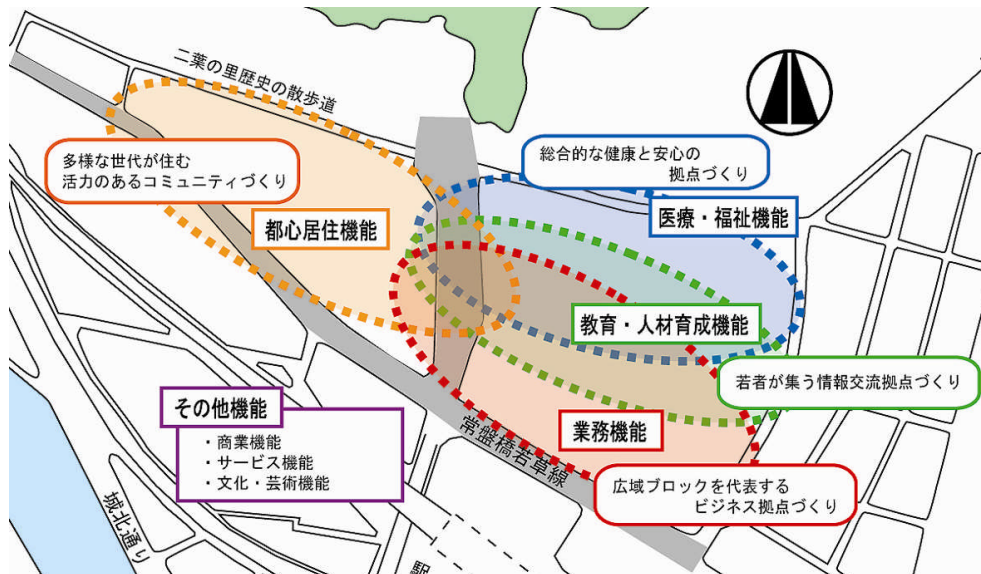 二葉の里歴史の散歩道
多様な世代が住む
活力のあるコミュニティづくり
総合的な健康と安心の
拠点づくり
医療・福祉機能
都心居住機能
教育・人材育成機能
若者が集う情報交流拠点づくり
その他機能
・商業機能
・サービス機能
・文化・芸術機能
業務機能
常盤橋若草線
広域ブロックを代表する
ビジネス拠点づくり
城北通り
駅